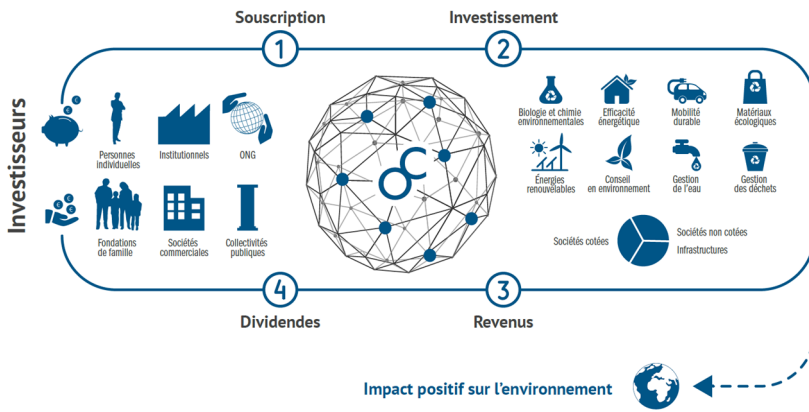 Souscription
Investissement
1
2
Investisseurs
Personnes
individuelles
Institutionnels
ONG
Fondations
de famille
Sociétés
commerciales
Collectivités
publiques
OC
Biologie et chimie
environnementales
Efficacité
énergétique
Mobilité
durable
Matériaux
écologiques
Énergies
renouvelables
Conseil
en environnement
Gestion
de l'eau
Gestion
des déchets
Sociétés cotées
Sociétés non cotées
Infrastructures
4
3
Dividendes
Revenus
Impact positif sur l'environnement